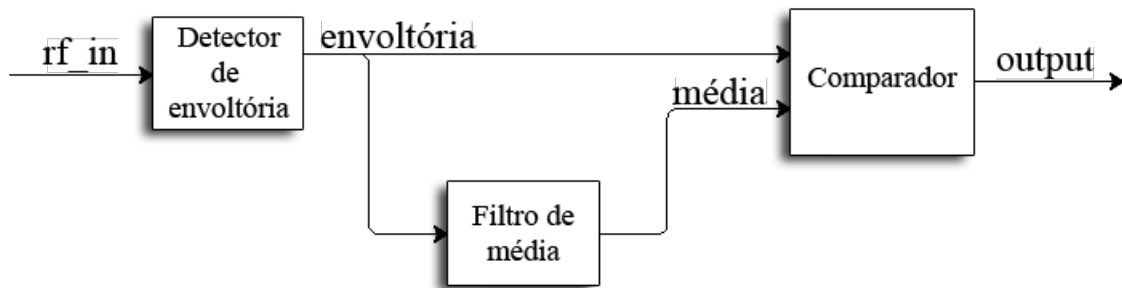 rf_in
Detector
de
envoltória
envoltória
média
Comparador
output
Filtro de
média